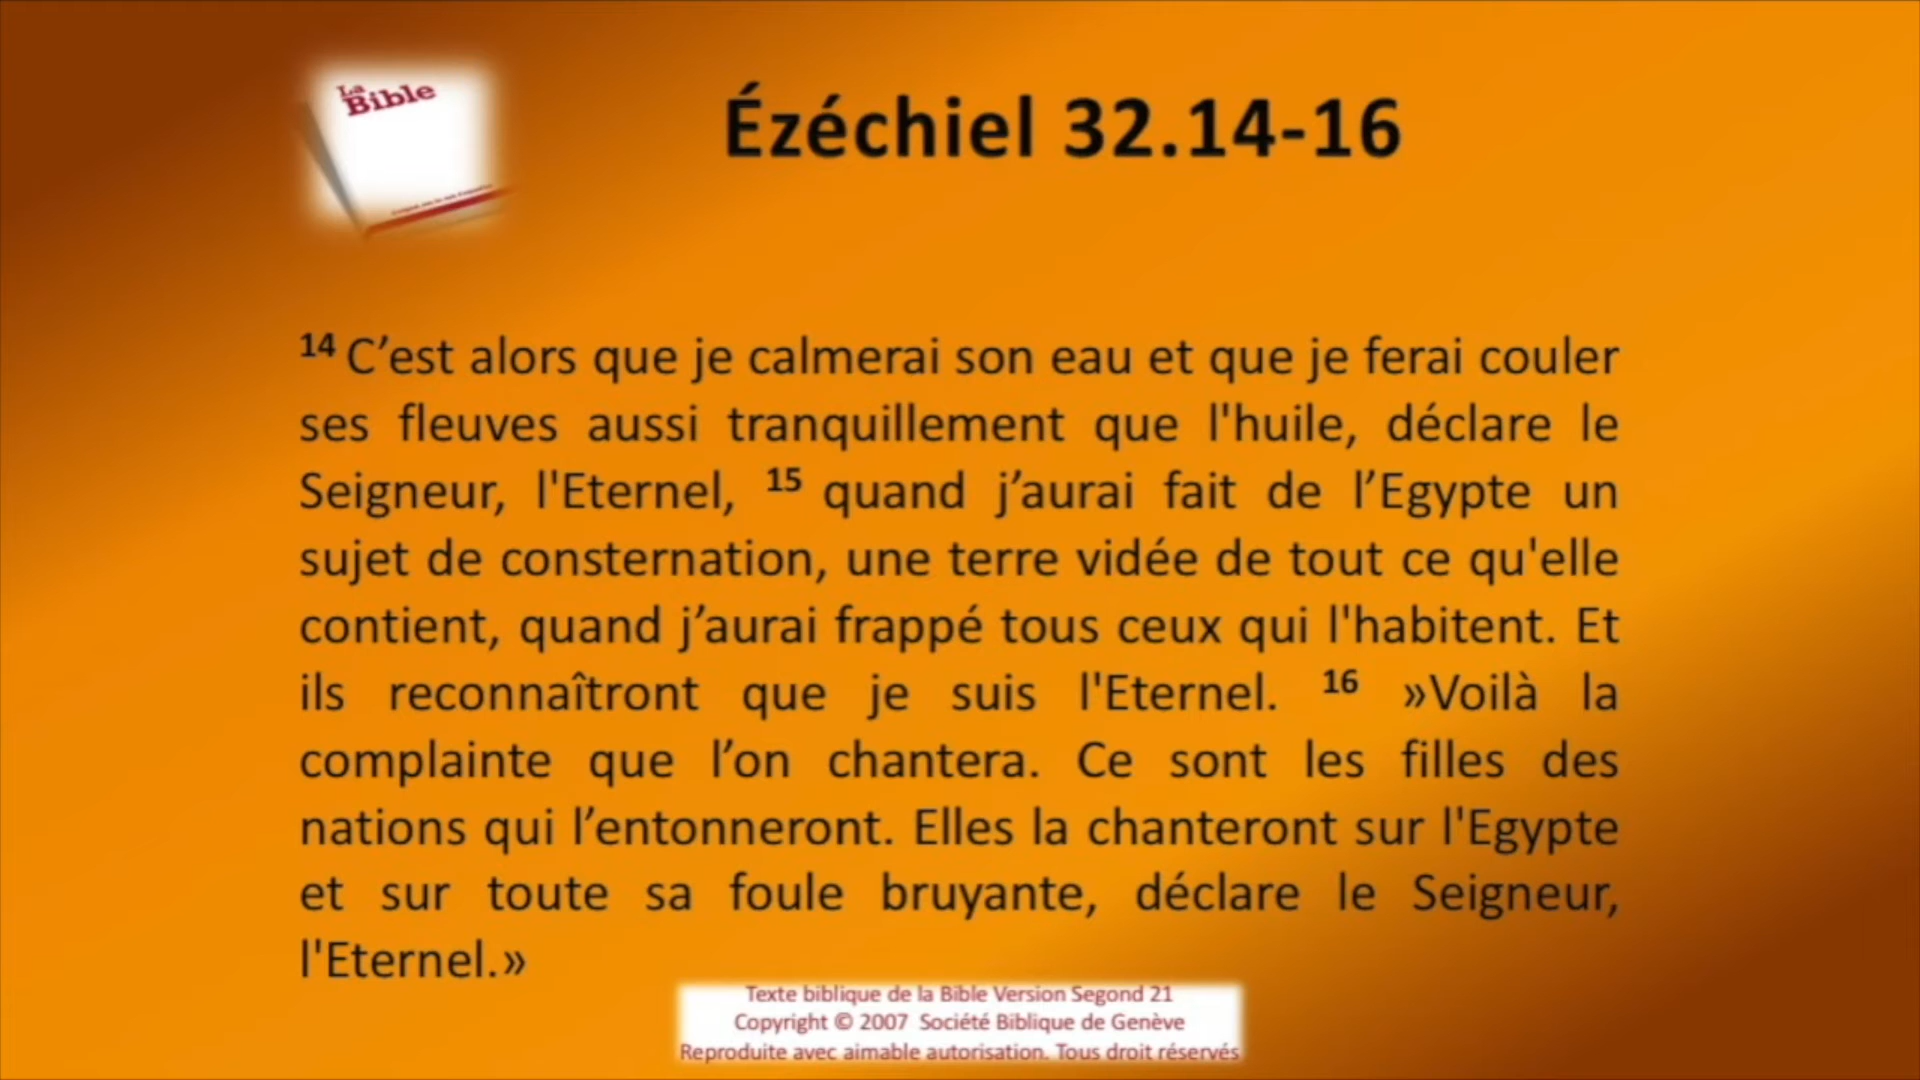 La
Bible
Ézéchiel 32.14-16
14 C’est alors que je calmerai son eau et que je ferai couler
ses fleuves aussi tranquillement que l'huile, déclare le
Seigneur, l'Eternel, 15 quand j’aurai fait de l’Egypte un
sujet de consternation, une terre vidée de tout ce qu'elle
contient, quand j’aurai frappé tous ceux qui l'habitent. Et
ils reconnaîtront que je suis l'Eternel. 16 »Voilà la
complainte que l’on chantera. Ce sont les filles des
nations qui l’entonneront. Elles la chanteront sur l'Egypte
et sur toute sa foule bruyante, déclare le Seigneur,
l'Eternel.»
Texte biblique de la Bible Version Segond 21
Copyright © 2007 Société Biblique de Genève
Reproduite avec aimable autorisation. Tous droit réservés